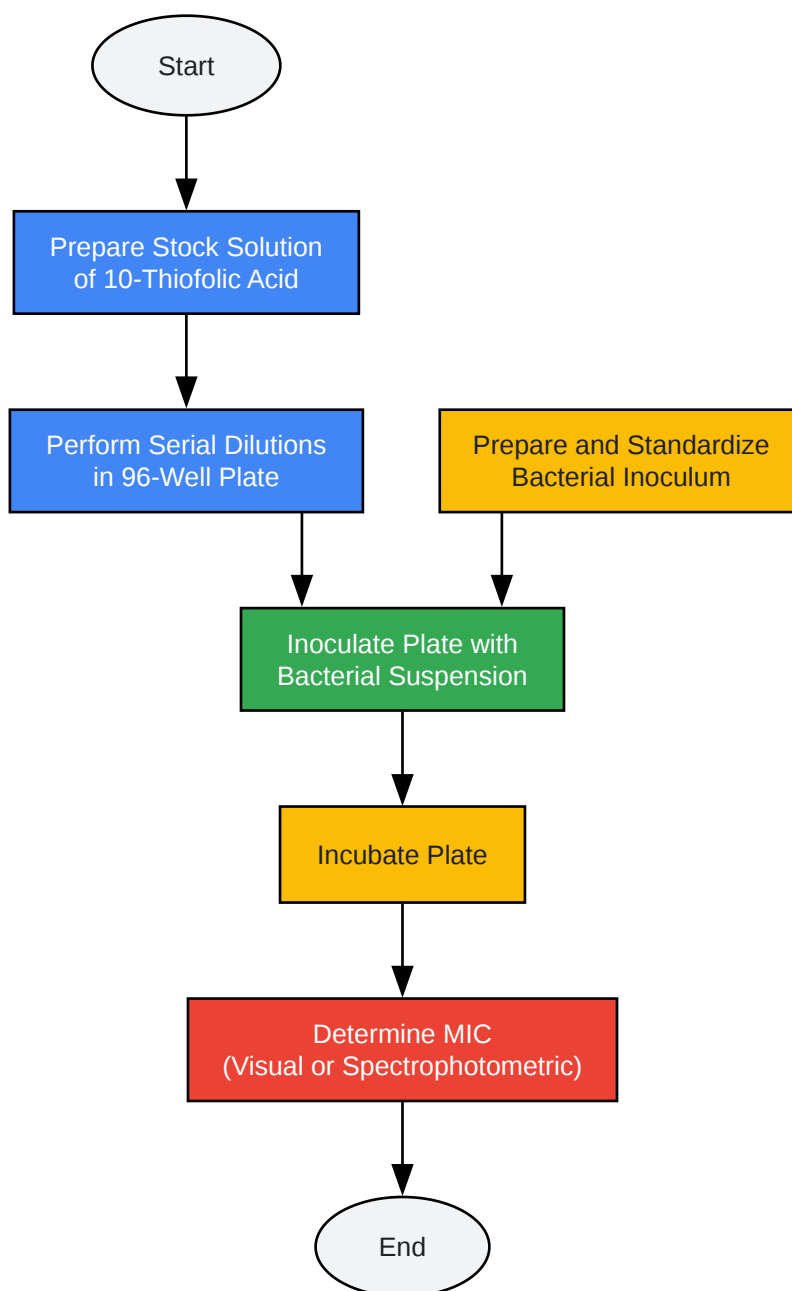 Start
Prepare Stock Solution
of 10-Thiofolic Acid
Perform Serial Dilutions
in 96-Well Plate
Prepare and Standardize
Bacterial Inoculum
Inoculate Plate with
Bacterial Suspension
Incubate Plate
Determine MIC
(Visual or Spectrophotometric)
End